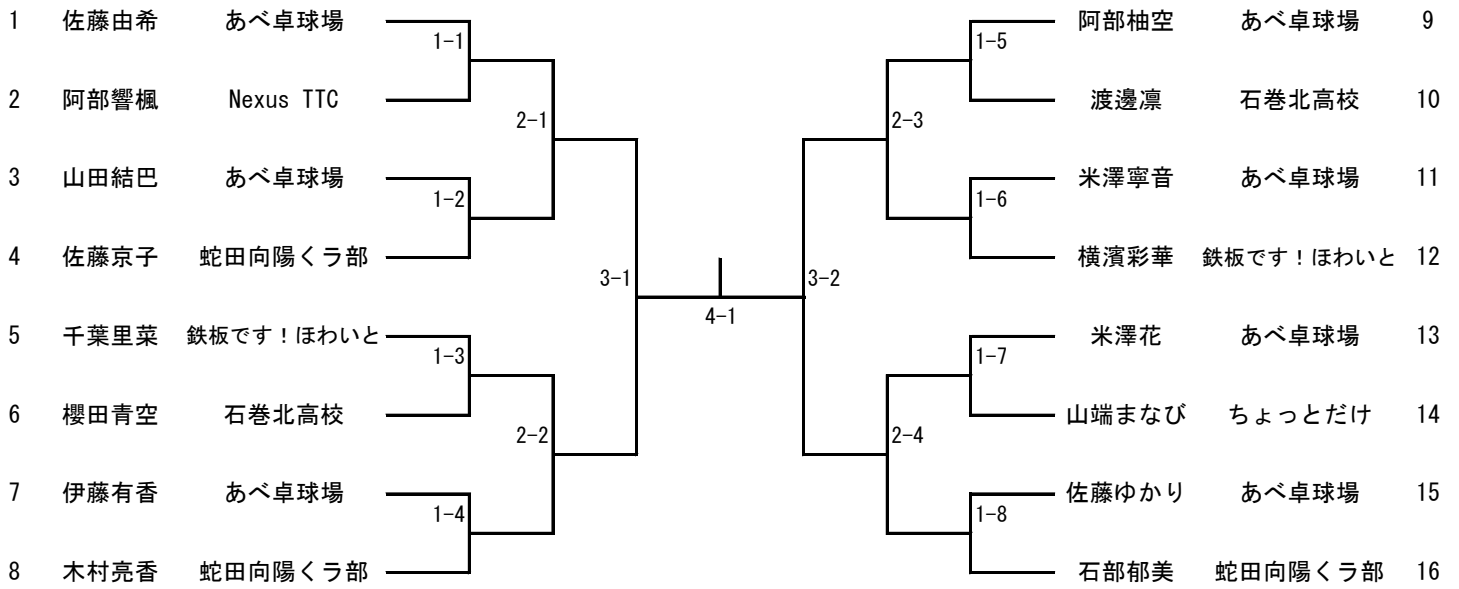 1 佐藤由希 あべ卓球場
1-1
2 阿部響楓 Nexus TTC
2-1
3 山田結巴 あべ卓球場
1-2
4 佐藤京子 蛇田向陽くラ部
3-1
5 千葉里菜 鉄板です！ほわいと
1-3
6 櫻田青空 石巻北高校
2-2
7 伊藤有香 あべ卓球場
1-4
8 木村亮香 蛇田向陽くラ部
4-1
阿部柚空 あべ卓球場 9
1-5
渡邊凛 石巻北高校 10
2-3
米澤寧音 あべ卓球場 11
1-6
横濱彩華 鉄板です！ほわいと 12
3-2
米澤花 あべ卓球場 13
1-7
山端まなび ちょっとだけ 14
2-4
佐藤ゆかり あべ卓球場 15
1-8
石部郁美 蛇田向陽くラ部 16